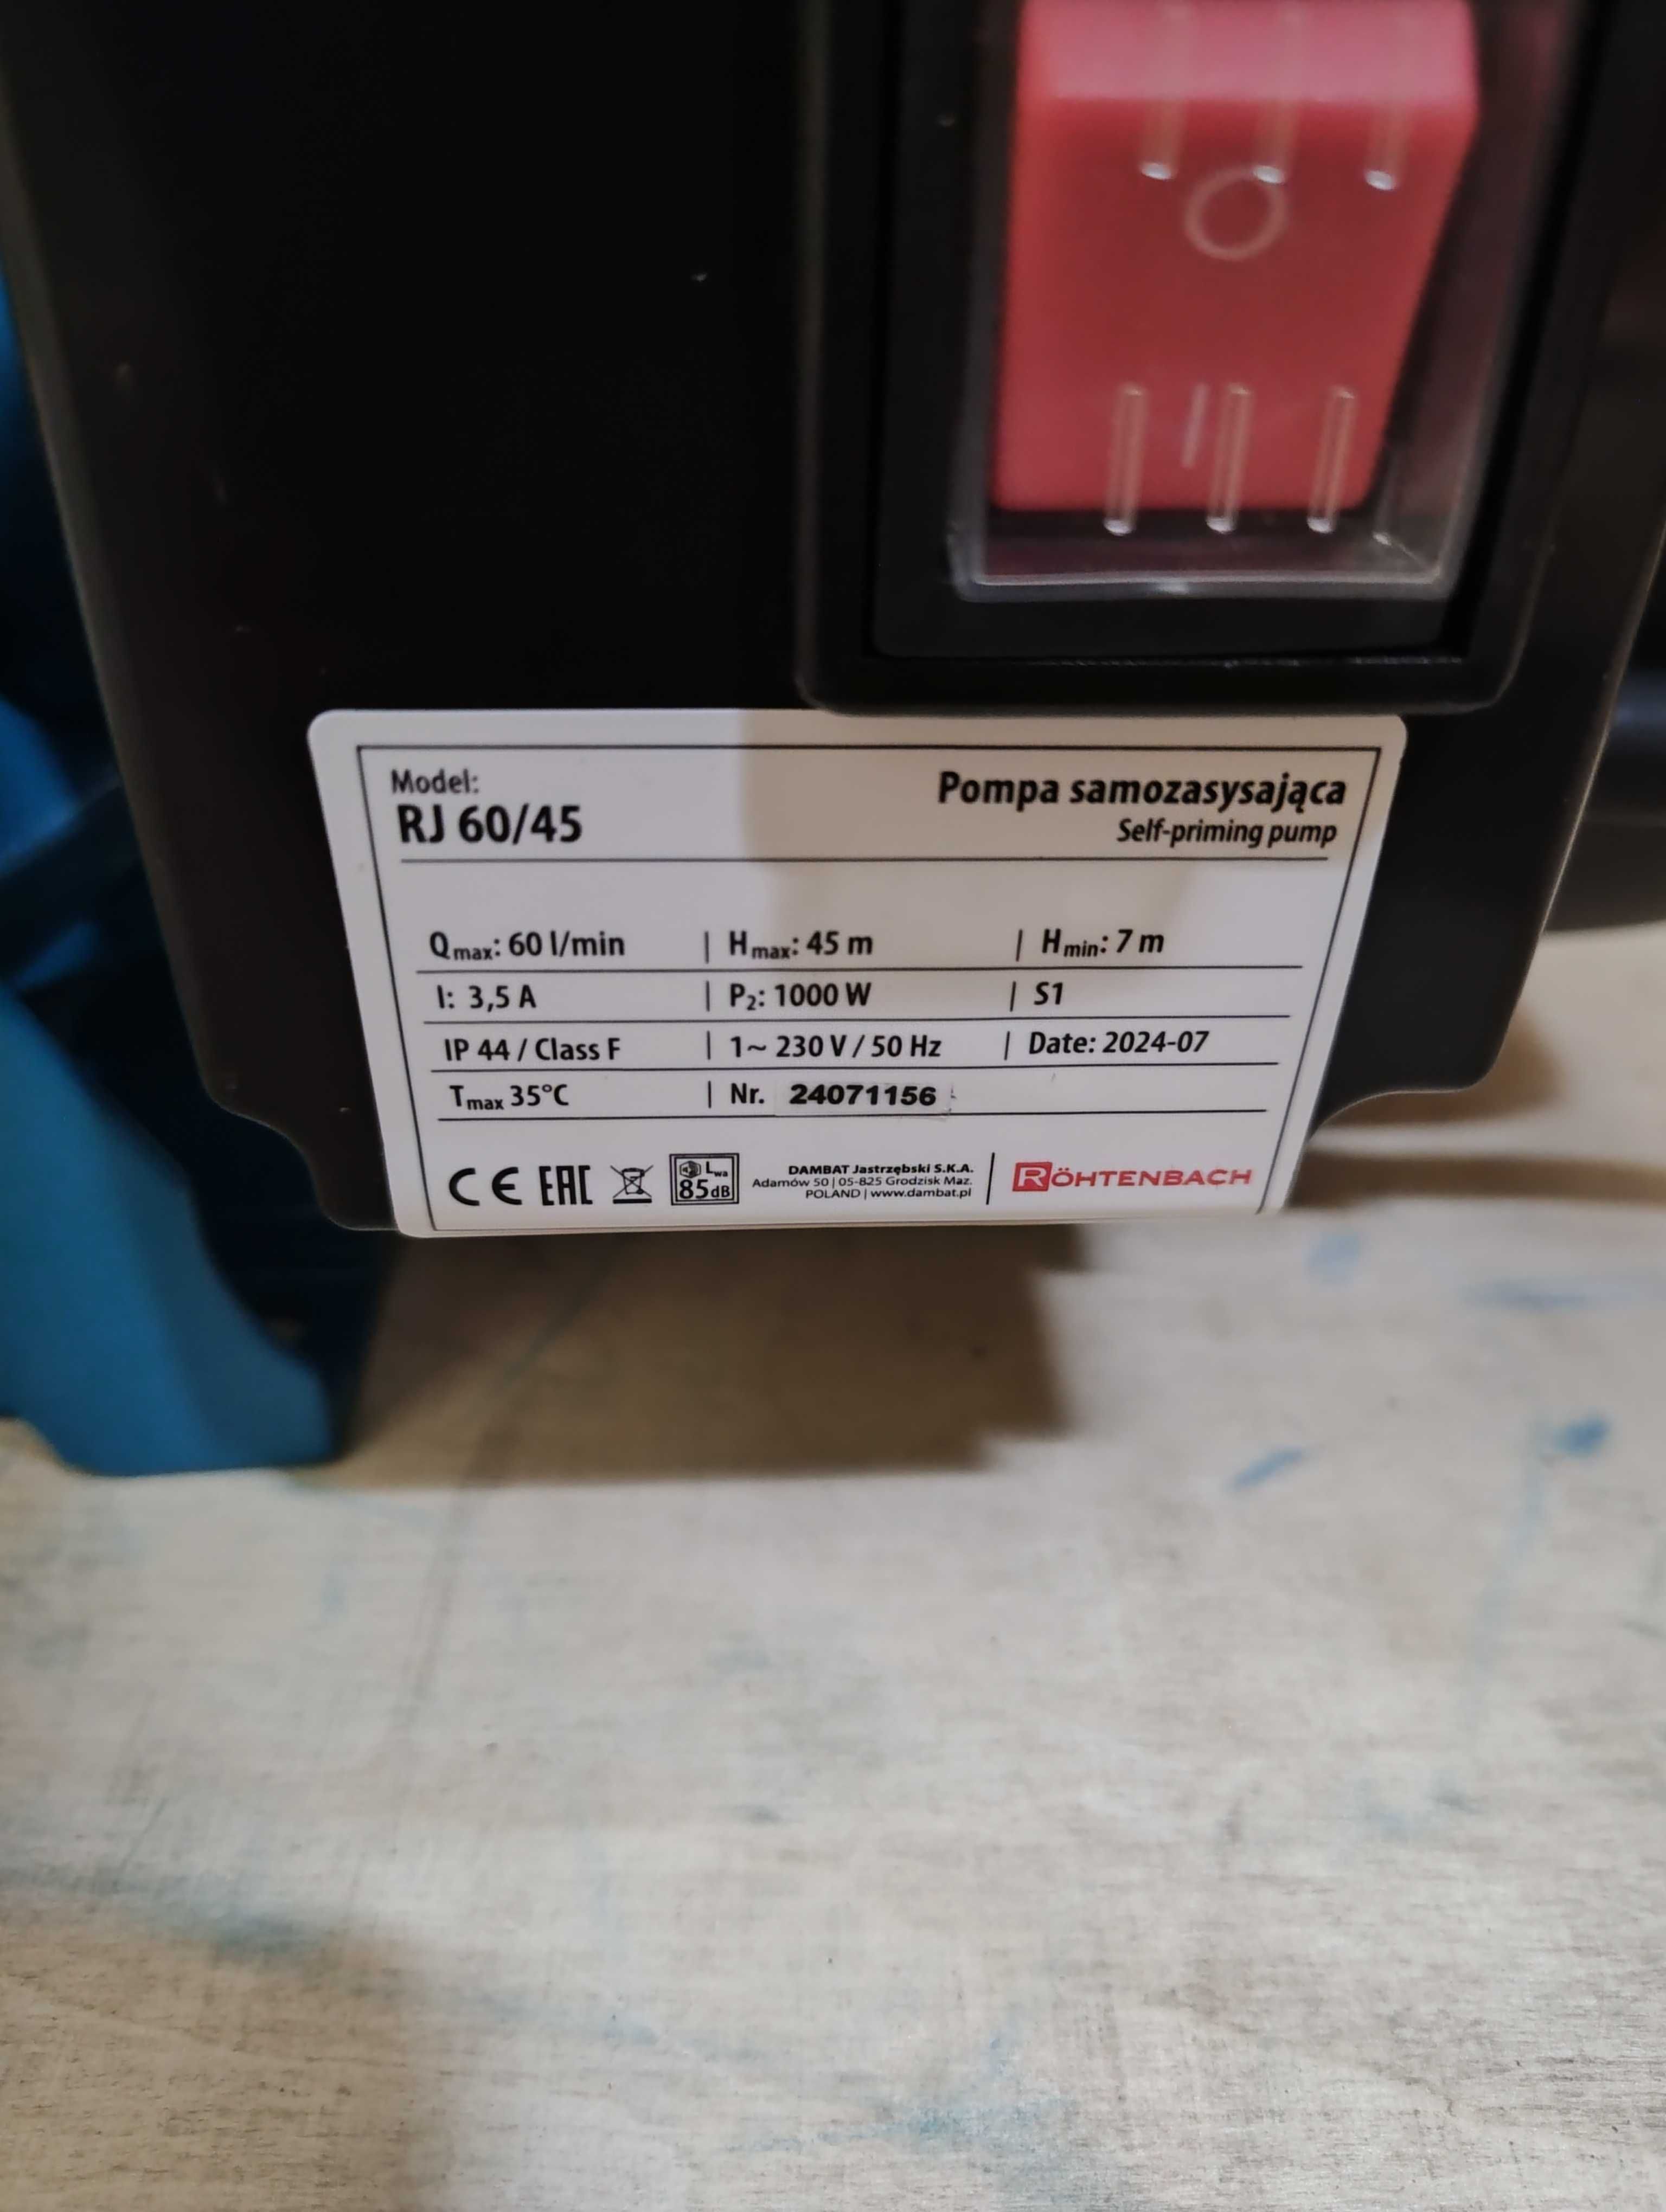 Model:
RJ 60/45
Pompa samozasysająca
Self-priming pump
Qmax: 60 l/min | Hmax: 45 m | Hmin: 7 m
I: 3,5 A | P2: 1000 W | S1
IP 44 / Class F | 1~ 230 V / 50 Hz | Date: 2024-07
Tmax 35°C | Nr. 24071156
CE EAC Lwa 85dB
DAMBAT Jastrzębski S.K.A.
Adamów 50 | 05-825 Grodzisk Maz.
POLAND | www.dambat.pl
RÖHTENBACH